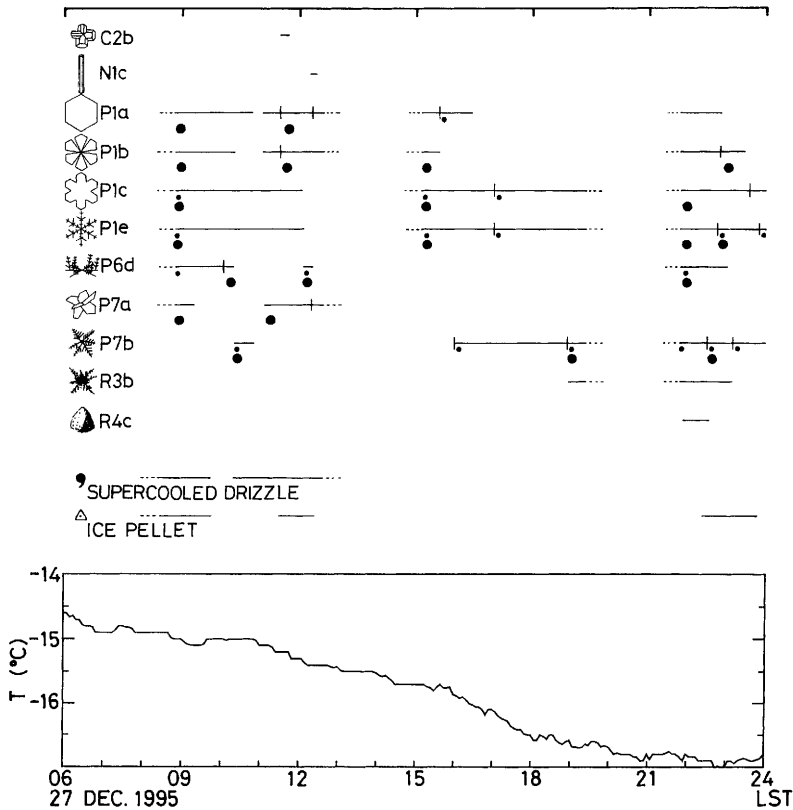 C2b
N1c
P1a
P1b
P1c
P1e
P6d
P7a
P7b
R3b
R4c
SUPERCOOLED DRIZZLE
ICE PELLET
-14
-15
-16
T (°C)
06 09 12 15 18 21 24
27 DEC. 1995 LST